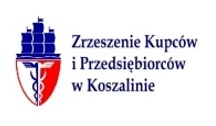 Zrzeszenie Kupców
i Przedsiębiorców
w Koszalinie